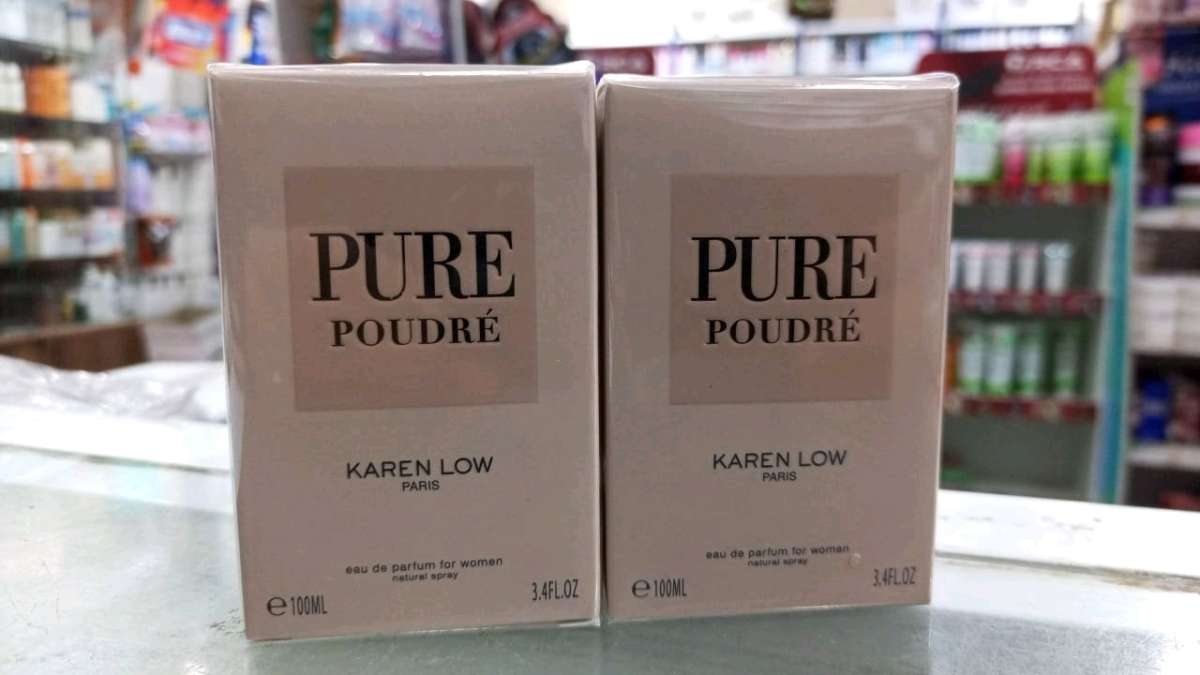 PURE
POUDRÉ
KAREN LOW
PARIS
eau de parfum for women
natural spray
℮100ML
3.4FL.OZ
PURE
POUDRÉ
KAREN LOW
PARIS
eau de parfum for women
natural spray
℮100ML
3.4FL.OZ